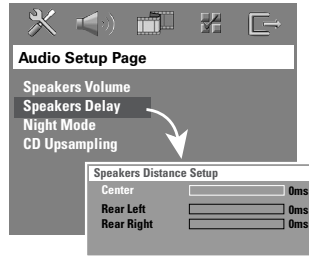 Audio Setup Page
Speakers Volume
Speakers Delay
Night Mode
CD Upsampling
Speakers Distance Setup
Center 0ms
Rear Left 0ms
Rear Right 0ms